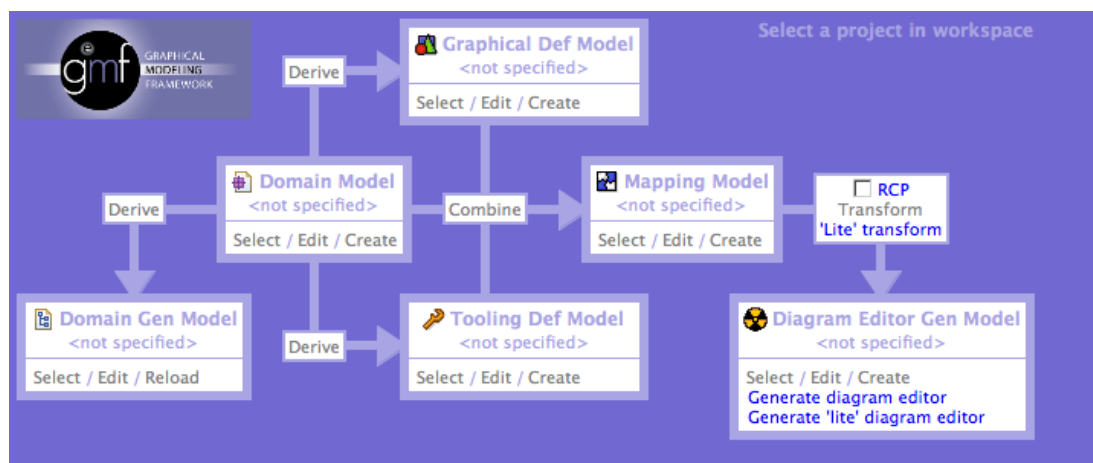 e
gmf
GRAPHICAL
MODELING
FRAMEWORK
Select a project in workspace
Graphical Def Model
<not specified>
Select / Edit / Create
Derive
Domain Model
<not specified>
Select / Edit / Create
Derive
Combine
Mapping Model
<not specified>
Select / Edit / Create
RCP
Transform
'Lite' transform
Domain Gen Model
<not specified>
Select / Edit / Reload
Derive
Tooling Def Model
<not specified>
Select / Edit / Create
Diagram Editor Gen Model
<not specified>
Select / Edit / Create
Generate diagram editor
Generate 'lite' diagram editor